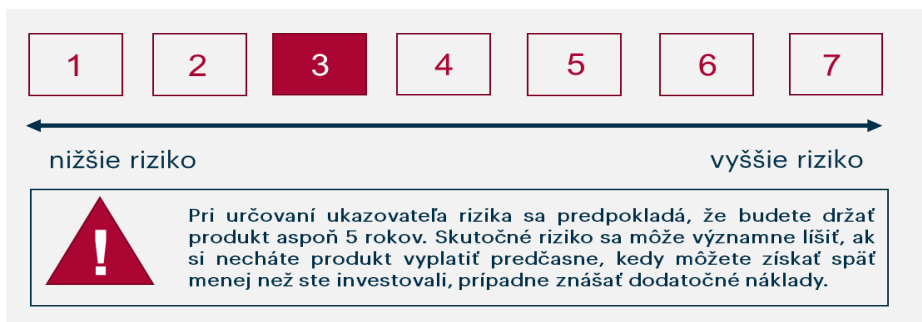 1 2 3 4 5 6 7
nižšie riziko vyššie riziko
!
Pri určovaní ukazovateľa rizika sa predpokladá, že budete držať
produkt aspoň 5 rokov. Skutočné riziko sa môže významne líšiť, ak
si necháte produkt vyplatiť predčasne, kedy môžete získať späť
menej než ste investovali, prípadne znášať dodatočné náklady.